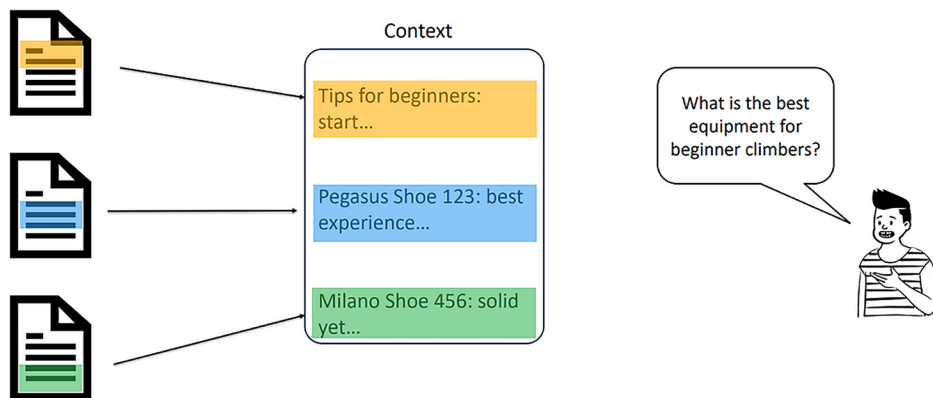 Context
Tips for beginners:
start...
Pegasus Shoe 123: best
experience...
Milano Shoe 456: solid
yet...
What is the best
equipment for
beginner climbers?